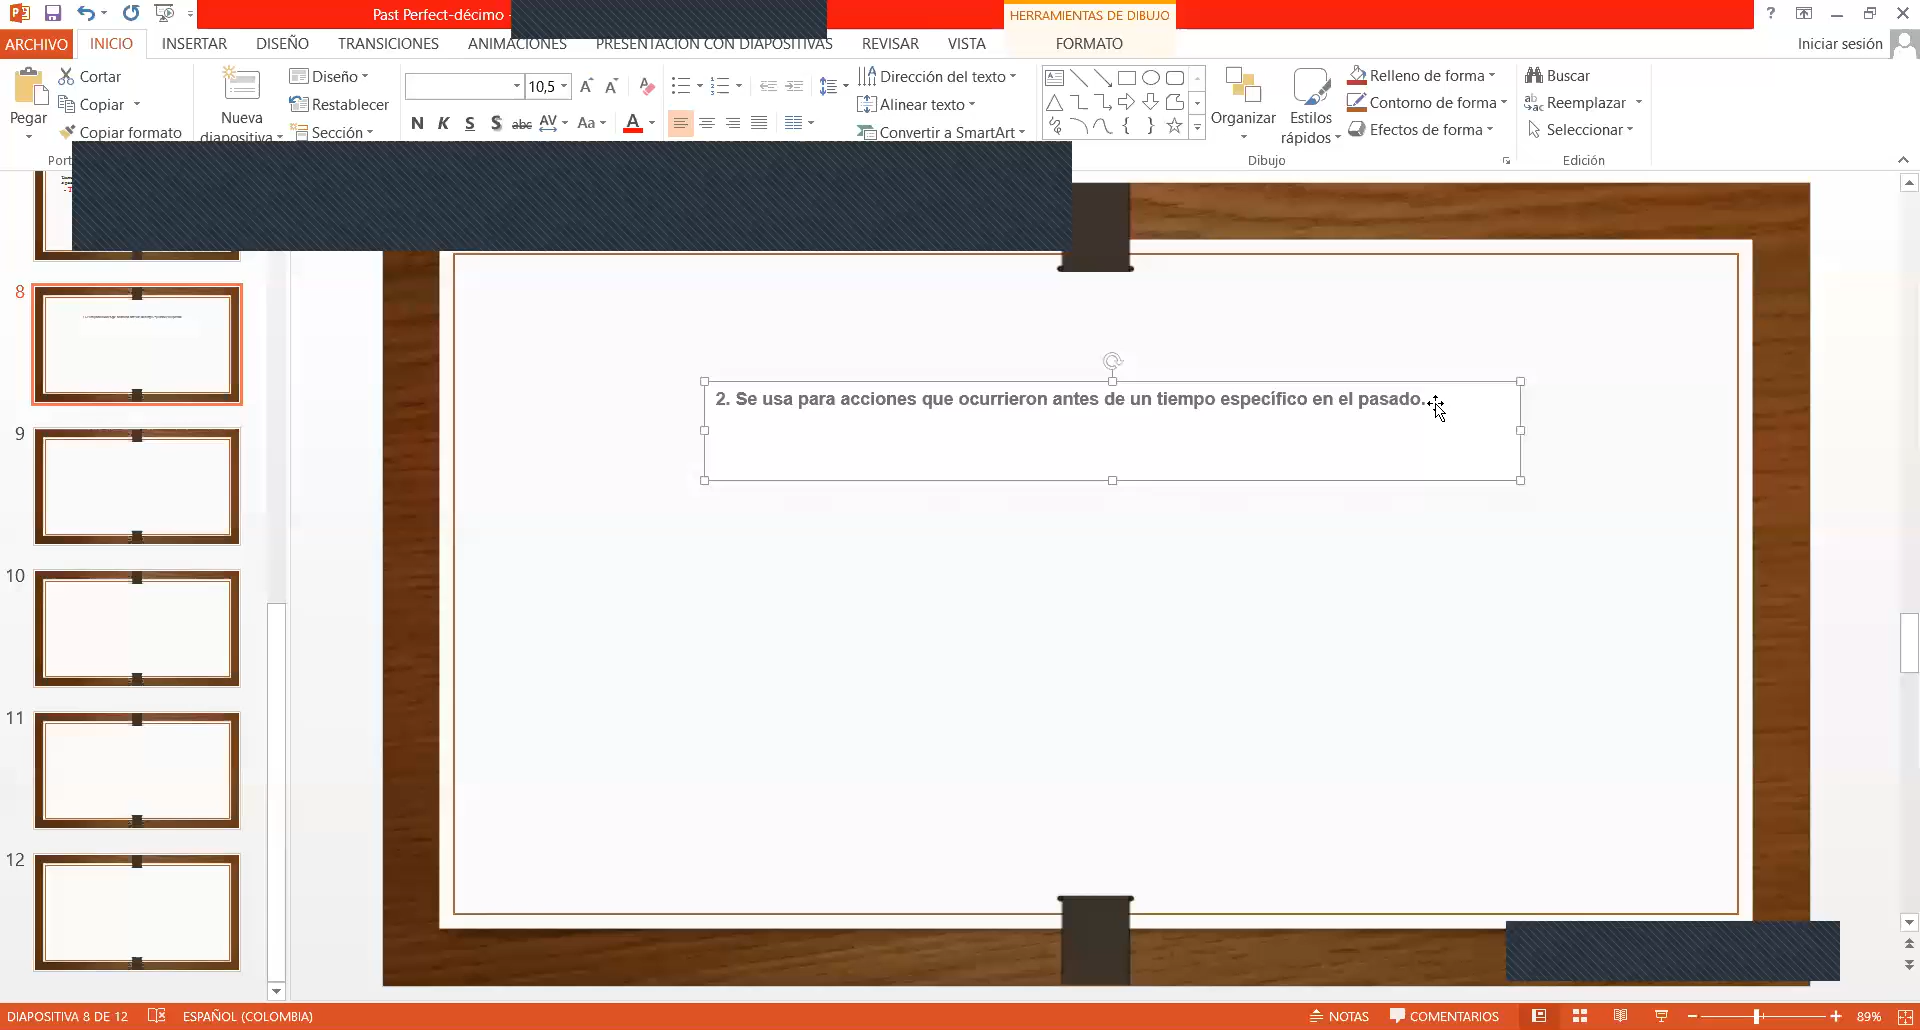 Past Perfect-décimo -
HERRAMIENTAS DE DIBUJO
?
ARCHIVO INICIO INSERTAR DISEÑO TRANSICIONES ANIMACIONES PRESENTACIÓN CON DIAPOSITIVAS REVISAR VISTA FORMATO Iniciar sesión
Pegar
Cortar
Copiar
Copiar formato
Nueva
diapositiva
Diseño
Restablecer
Sección
10,5
N K S S abc AV Aa A
Dirección del texto
Alinear texto
Convertir a SmartArt
Organizar
Estilos
rápidos
Relleno de forma
Contorno de forma
Efectos de forma
Dibujo
Buscar
Reemplazar
Seleccionar
Edición
8
9
10
11
12
2. Se usa para acciones que ocurrieron antes de un tiempo específico en el pasado.
DIAPOSITIVA 8 DE 12 ESPAÑOL (COLOMBIA) NOTAS COMENTARIOS 89%